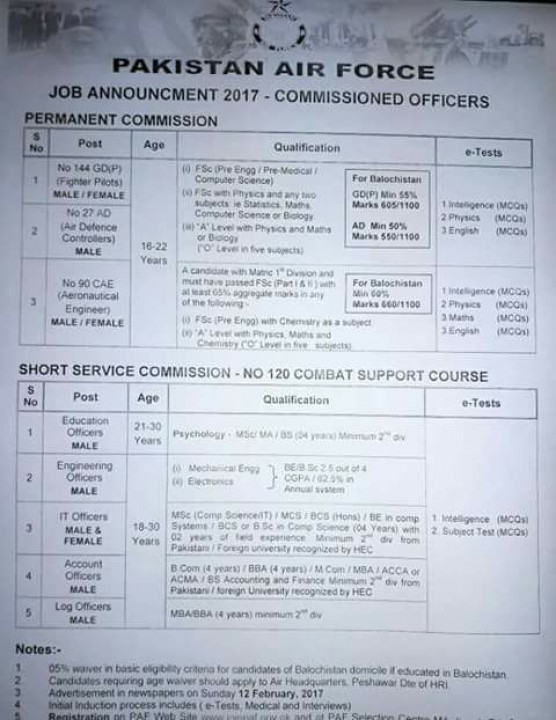 PAKISTAN AIR FORCE
JOB ANNOUNCMENT 2017 - COMMISSIONED OFFICERS
PERMANENT COMMISSION
S No
Post
Age
Qualification
e-Tests
1
No 144 GD(P)
(Fighter Pilots)
MALE / FEMALE
2
No 27 AD
(Air Defence
Controllers)
MALE
16-22
Years
(i) FSc (Pre Engg / Pre-Medical /
Computer Science)
(ii) FSc with Physics and any two
subjects ie Statistics, Maths,
Computer Science or Biology.
(iii) "A" Level with Physics and Maths
or Biology
("O" Level in five subjects)
For Balochistan
GD(P) Min 55%
Marks 605/1100
AD Min 50%
Marks 550/1100
1 Intelligence (MCQs)
2 Physics (MCQs)
3 English (MCQs)
3
No 90 CAE
(Aeronautical
Engineer)
MALE / FEMALE
A candidate with Matric 1st Division and
must have passed FSc (Part I & II) with
at least 65% aggregate marks in any
of the following:-
(i) FSc (Pre Engg) with Chemistry as a subject
(ii) "A" Level with Physics, Maths and
Chemistry ("O" Level in five subjects)
For Balochistan
Min 60%
Marks 660/1100
1 Intelligence (MCQs)
2 Physics (MCQs)
3 Maths (MCQs)
3 English (MCQs)
SHORT SERVICE COMMISSION - NO 120 COMBAT SUPPORT COURSE
S No
Post
Age
Qualification
e-Tests
1
Education
Officers
MALE
21-30
Years
Psychology - MSc/ MA / BS (04 years) Minimum 2nd div
2
Engineering
Officers
MALE
(i) Mechanical Engg
(ii) Electronics
BE/B.Sc 2.5 out of 4
CGPA / 62.5% in
Annual system
3
IT Officers
MALE &
FEMALE
18-30
Years
MSc (Comp Science/IT) / MCS / BCS (Hons) / BE in comp
Systems / BCS or B.Sc in Comp Science (04 Years) with
02 years of field experience. Minimum 2nd div from
Pakistani / Foreign university recognized by HEC
1. Intelligence (MCQs)
2. Subject Test (MCQs)
4
Account
Officers
MALE
B.Com (4 years) / BBA (4 years) / M.Com / MBA / ACCA or
ACMA / BS Accounting and Finance Minimum 2nd div from
Pakistani / foreign University recognized by HEC
5
Log Officers
MALE
MBA/BBA (4 years) minimum 2nd div
Notes:-
1. 05% waiver in basic eligibility criteria for candidates of Balochistan domicile if educated in Balochistan.
2. Candidates requiring age waiver should apply to Air Headquarters, Peshawar Dte of HRI.
3 Advertisement in newspapers on Sunday 12 February, 2017
4 Initial Induction process includes ( e-Tests, Medical and Interviews)
5 Registration on PAF Web Site and at PAF Selection Centre